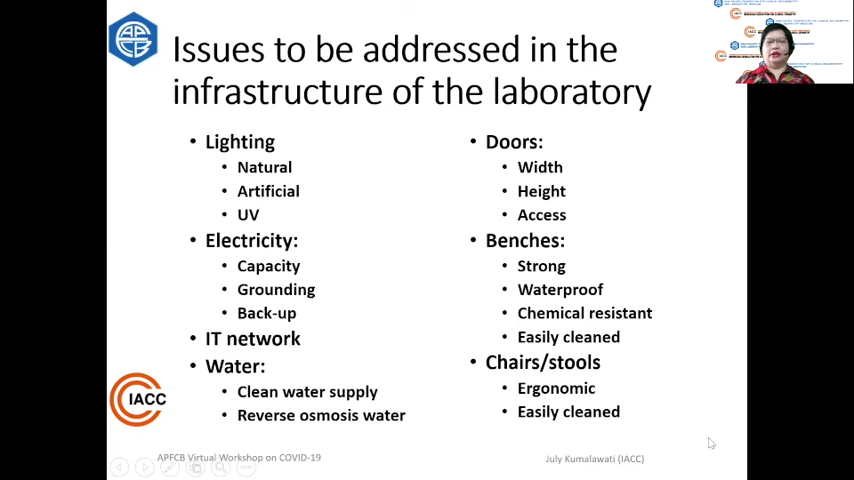 APFCB
Issues to be addressed in the
infrastructure of the laboratory
• Lighting
• Natural
• Artificial
• UV
• Electricity:
• Capacity
• Grounding
• Back-up
• IT network
• Water:
• Clean water supply
• Reverse osmosis water
• Doors:
• Width
• Height
• Access
• Benches:
• Strong
• Waterproof
• Chemical resistant
• Easily cleaned
• Chairs/stools
• Ergonomic
• Easily cleaned
IACC
APFCB Virtual Workshop on COVID-19
July Kumalawati (IACC)
IACC